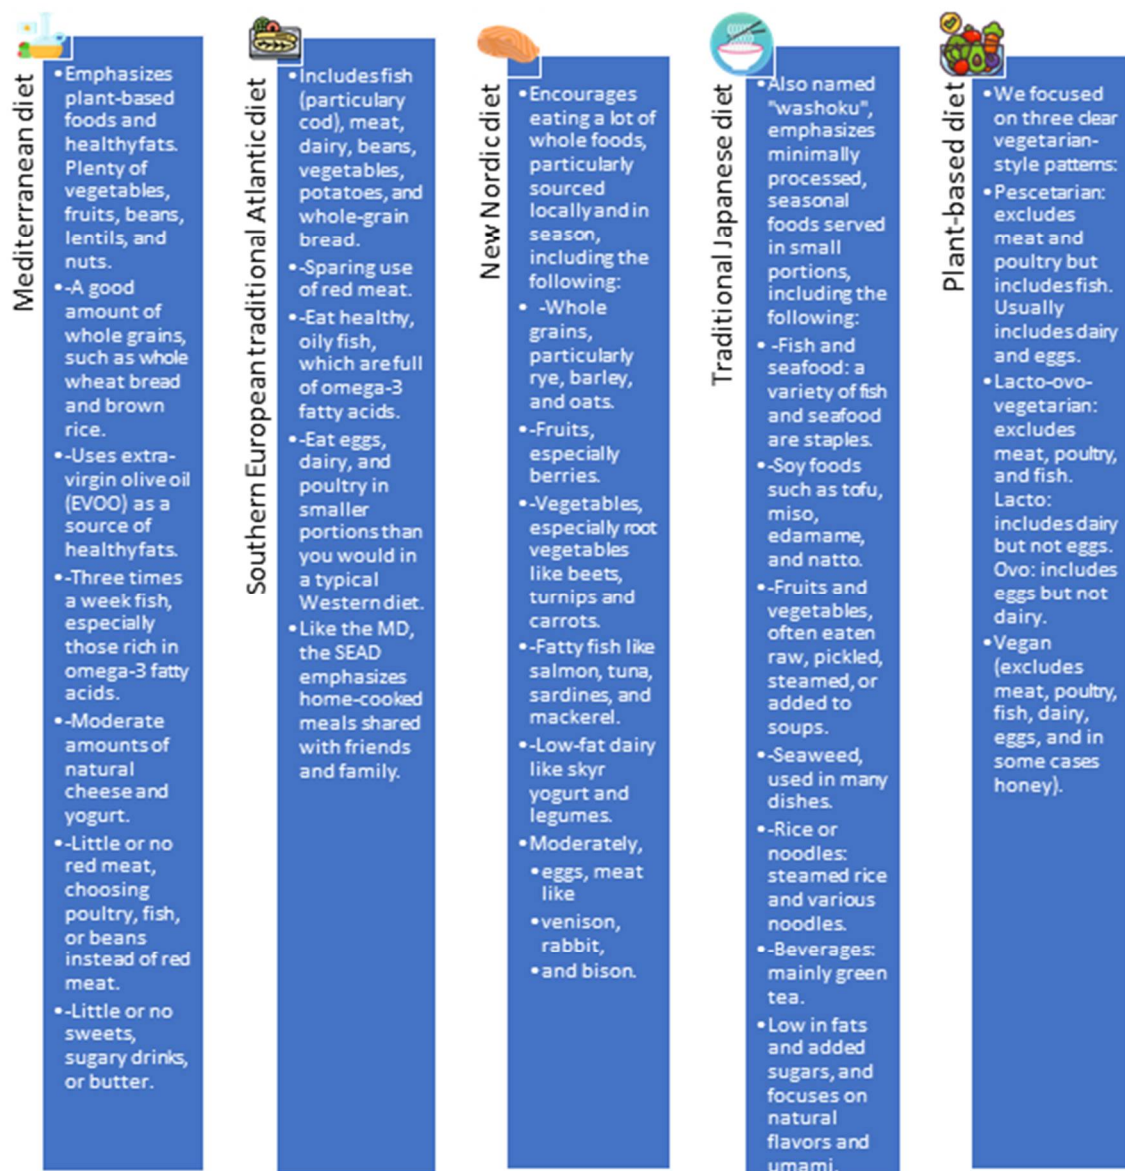 Mediterranean diet
•Emphasizes
plant-based
foods and
healthy fats.
Plenty of
vegetables,
fruits, beans,
lentils, and
nuts.
•-A good
amount of
whole grains,
such as whole
wheat bread
and brown
rice.
•-Uses extra-
virgin olive oil
(EVOO) as a
source of
healthy fats.
•-Three times
a week fish,
especially
those rich in
omega-3 fatty
acids.
•-Moderate
amounts of
natural
cheese and
yogurt.
•-Little or no
red meat,
choosing
poultry, fish,
or beans
instead of red
meat.
•-Little or no
sweets,
sugary drinks,
or butter.
Southern European traditional Atlantic diet
•Includes fish
(particulary
cod), meat,
dairy, beans,
vegetables,
potatoes, and
whole-grain
bread.
•-Sparing use
of red meat.
•-Eat healthy,
oily fish,
which are full
of omega-3
fatty acids.
•-Eat eggs,
dairy, and
poultry in
smaller
portions than
you would in
a typical
Western diet.
•Like the MD,
the SEAD
emphasizes
home-cooked
meals shared
with friends
and family.
New Nordic diet
•Encourages
eating a lot of
whole foods,
particularly
sourced
locally and in
season,
including the
following:
• -Whole
grains,
particularly
rye, barley,
and oats.
•-Fruits,
especially
berries.
•-Vegetables,
especially root
vegetables
like beets,
turnips and
carrots.
•-Fatty fish like
salmon, tuna,
sardines, and
mackerel.
•-Low-fat dairy
like skyr
yogurt and
legumes.
•Moderately,
•eggs, meat
like
•venison,
rabbit,
•and bison.
Traditional Japanese diet
•Also named
"washoku",
emphasizes
minimally
processed,
seasonal
foods served
in small
portions,
including the
following:
• -Fish and
seafood: a
variety of fish
and seafood
are staples.
•-Soy foods
such as tofu,
miso,
edamame,
and natto.
•-Fruits and
vegetables,
often eaten
raw, pickled,
steamed, or
added to
soups.
•-Seaweed,
used in many
dishes.
•-Rice or
noodles:
steamed rice
and various
noodles.
•-Beverages:
mainly green
tea.
•Low in fats
and added
sugars, and
focuses on
natural
flavors and
umami.
Plant-based diet
•We focused
on three clear
vegetarian-
style patterns:
•Pescetarian:
excludes
meat and
poultry but
includes fish.
Usually
includes dairy
and eggs.
•Lacto-ovo-
vegetarian:
excludes
meat, poultry,
and fish.
Lacto:
includes dairy
but not eggs.
Ovo: includes
eggs but not
dairy.
•Vegan
(excludes
meat, poultry,
fish, dairy,
eggs, and in
some cases
honey).